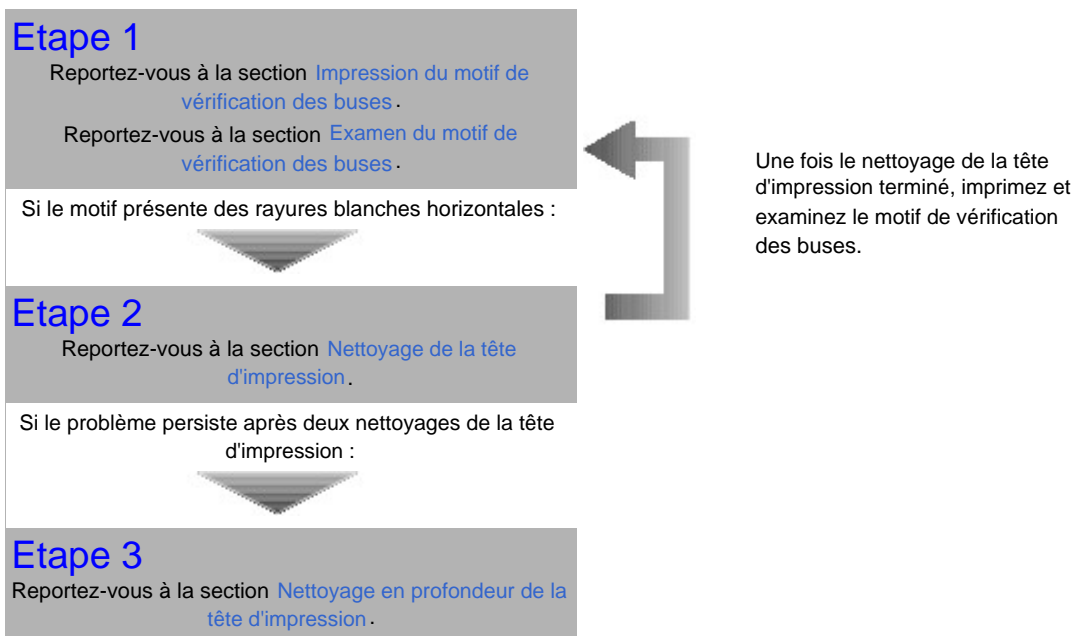 Etape 1
Reportez-vous à la section Impression du motif de
vérification des buses.
Reportez-vous à la section Examen du motif de
vérification des buses.
Si le motif présente des rayures blanches horizontales :
Etape 2
Reportez-vous à la section Nettoyage de la tête
d'impression.
Si le problème persiste après deux nettoyages de la tête
d'impression :
Etape 3
Reportez-vous à la section Nettoyage en profondeur de la
tête d'impression.
Une fois le nettoyage de la tête
d'impression terminé, imprimez et
examinez le motif de vérification
des buses.